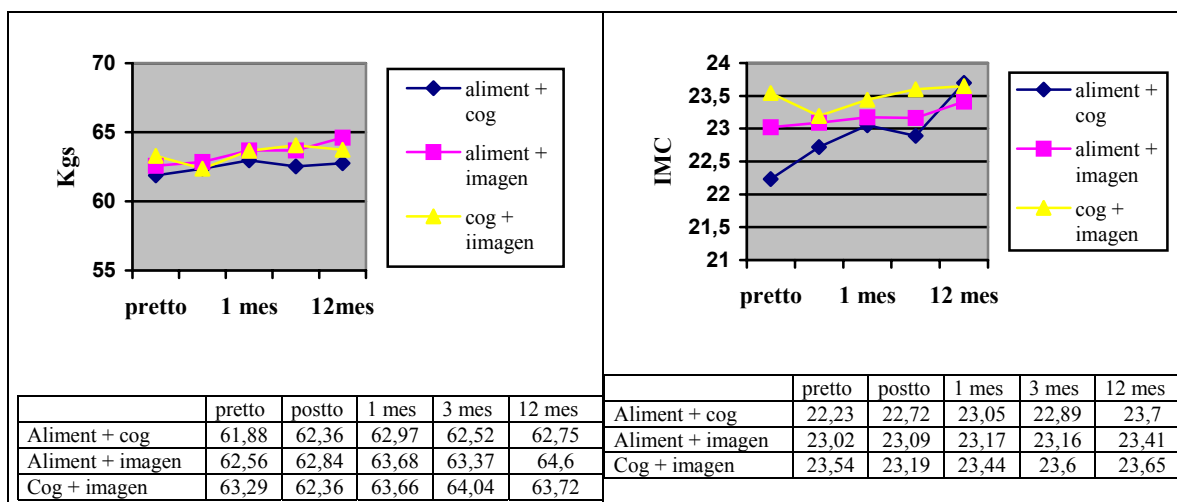 70
65
60
55
Kgs
pretto 1 mes 12mes
aliment +
cog
aliment +
imagen
cog +
iimagen
pretto postto 1 mes 3 mes 12 mes
Aliment + cog 61,88 62,36 62,97 62,52 62,75
Aliment + imagen 62,56 62,84 63,68 63,37 64,6
Cog + imagen 63,29 62,36 63,66 64,04 63,72
24
23,5
23
22,5
22
21,5
21
IMC
pretto 1 mes 12 mes
aliment +
cog
aliment +
imagen
cog +
imagen
pretto postto 1 mes 3 mes 12 mes
Aliment + cog 22,23 22,72 23,05 22,89 23,7
Aliment + imagen 23,02 23,09 23,17 23,16 23,41
Cog + imagen 23,54 23,19 23,44 23,6 23,65